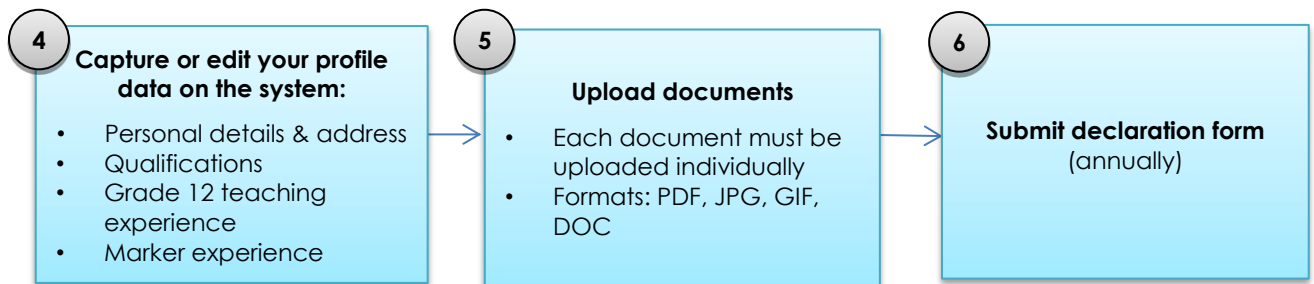 4
Capture or edit your profile
data on the system:
• Personal details & address
• Qualifications
• Grade 12 teaching
experience
• Marker experience
5
Upload documents
• Each document must be
uploaded individually
• Formats: PDF, JPG, GIF,
DOC
6
Submit declaration form
(annually)